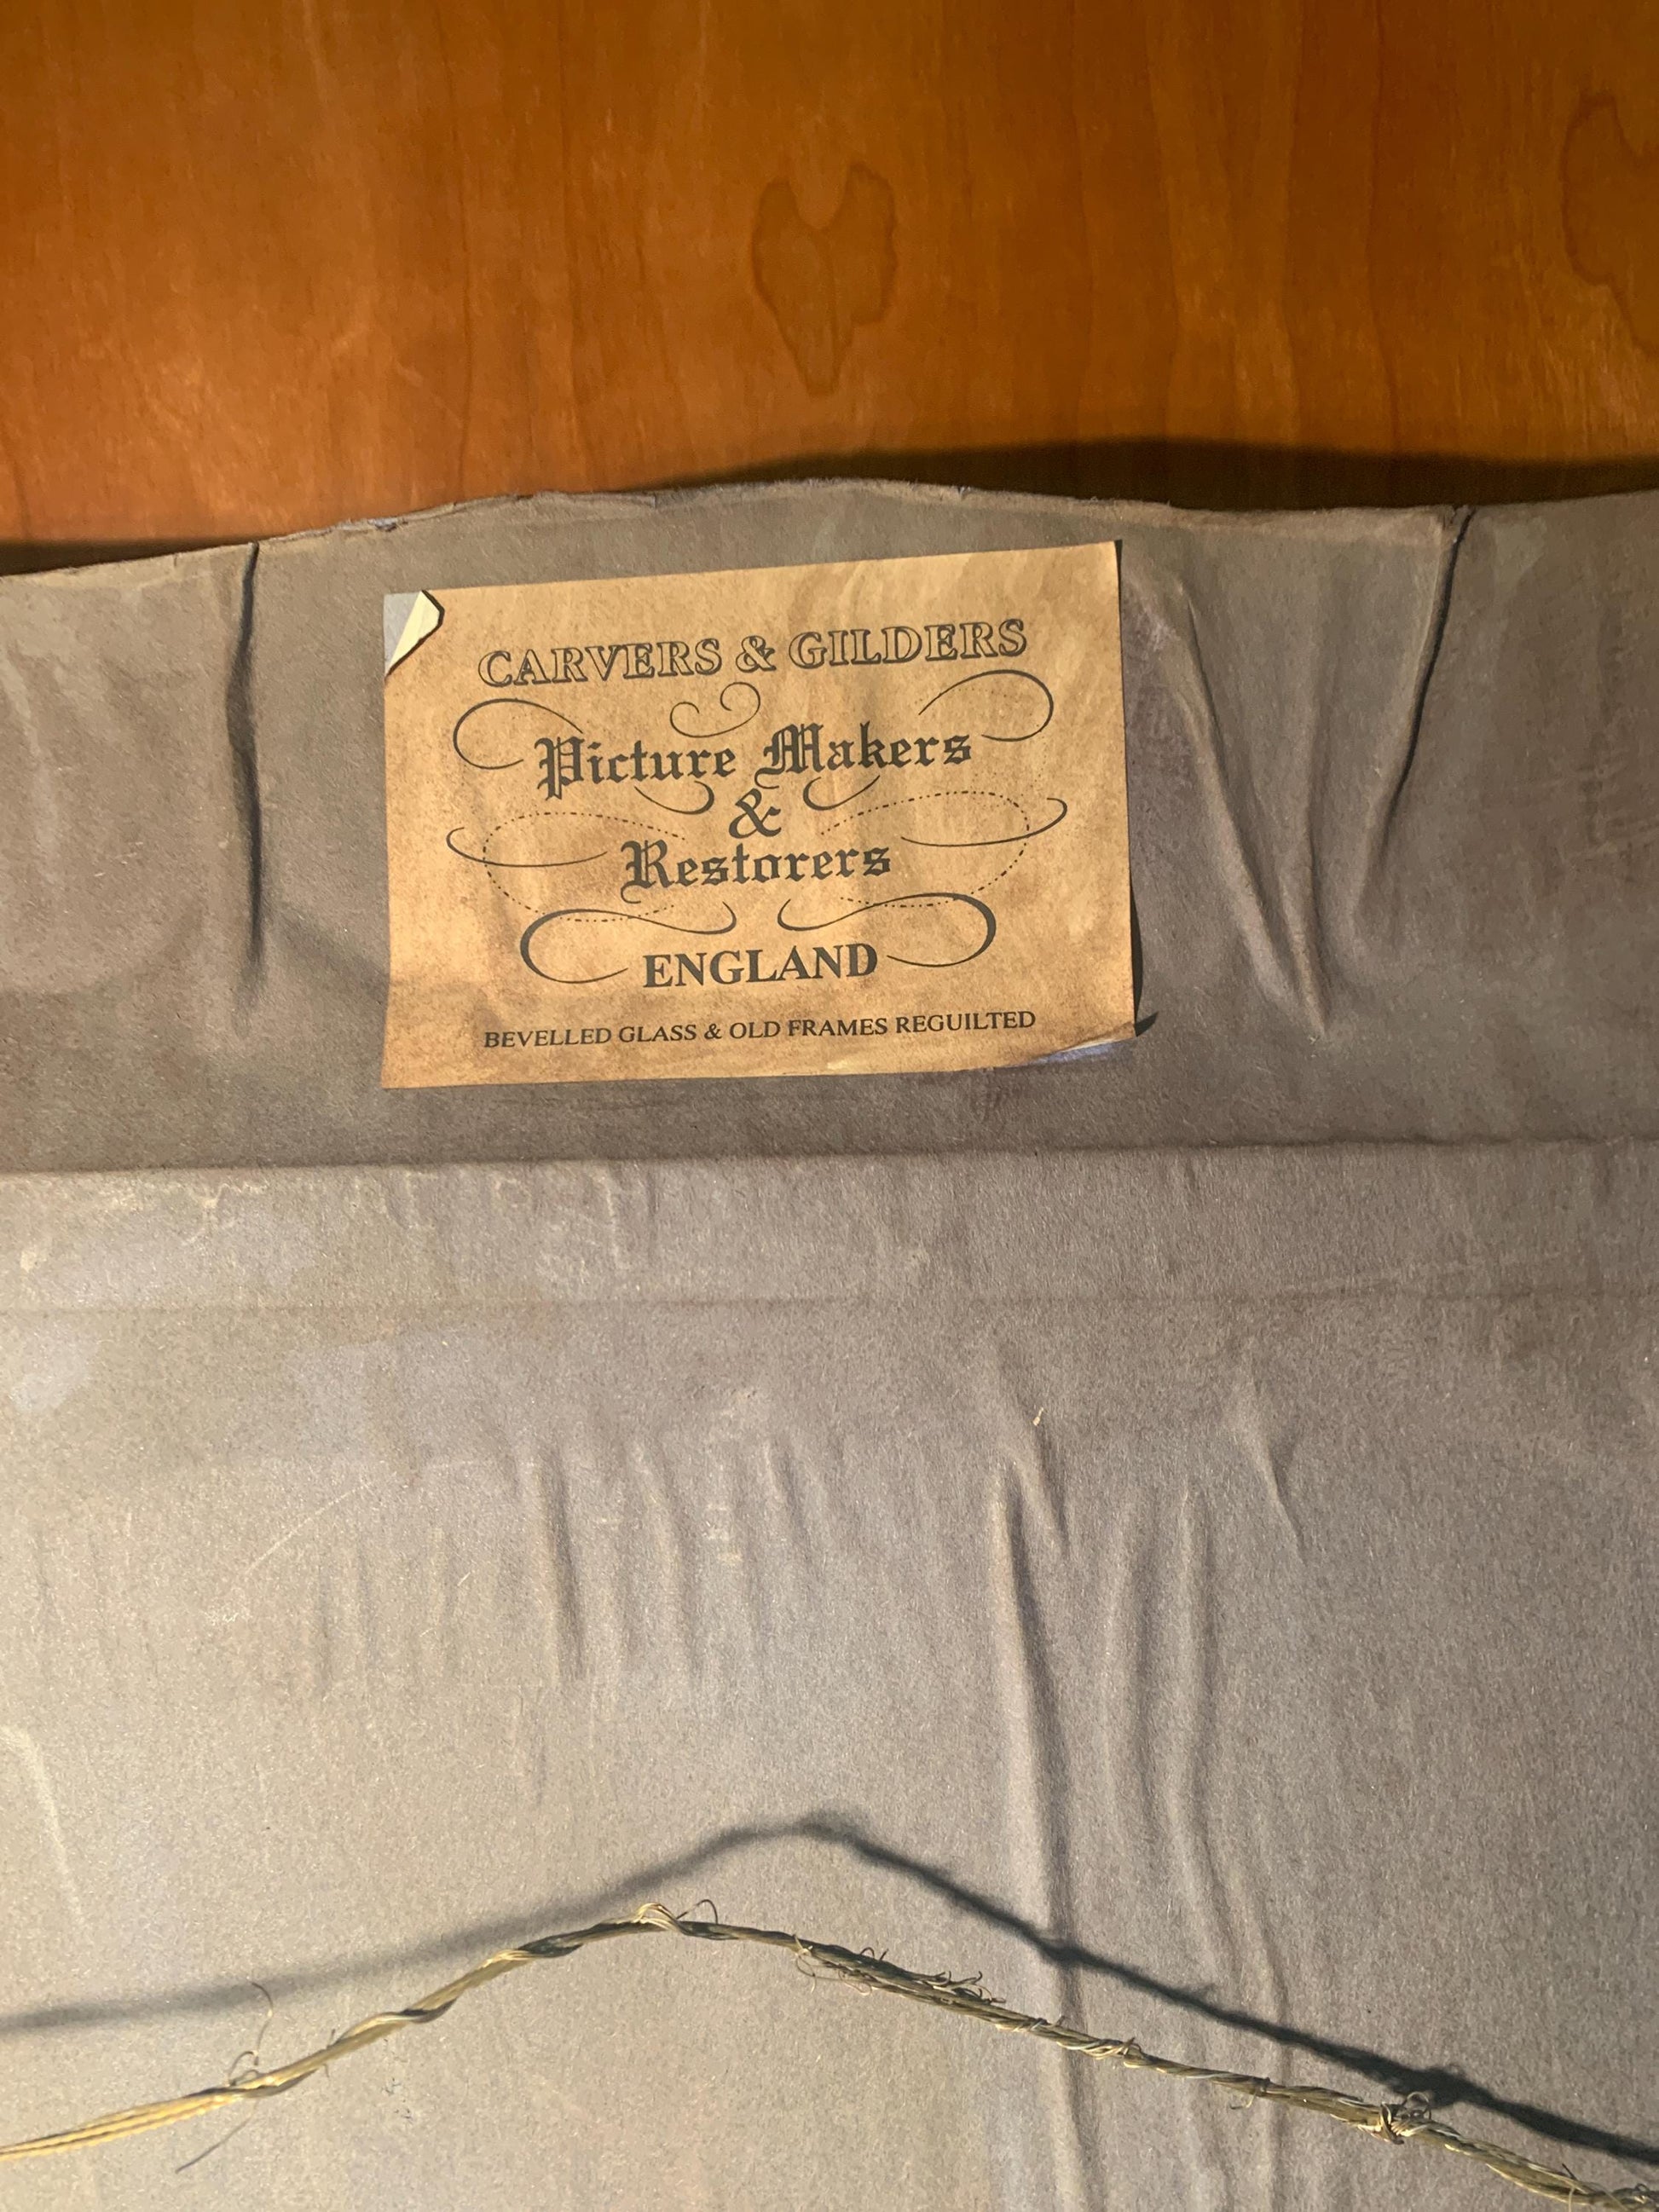 CARVERS & GILDERS
Picture Makers
&
Restorers
ENGLAND
BEVELLED GLASS & OLD FRAMES REGUILTED